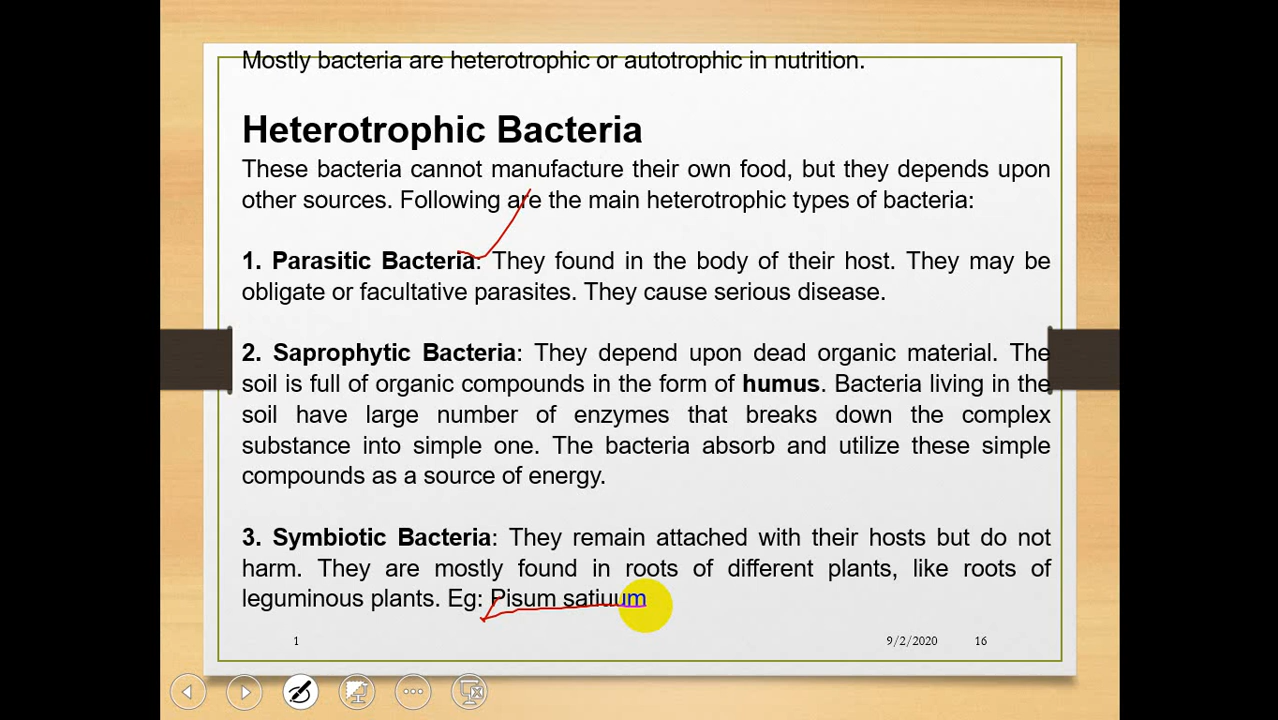 Mostly bacteria are heterotrophic or autotrophic in nutrition.
Heterotrophic Bacteria
These bacteria cannot manufacture their own food, but they depends upon
other sources. Following are the main heterotrophic types of bacteria:
1. Parasitic Bacteria: They found in the body of their host. They may be
obligate or facultative parasites. They cause serious disease.
2. Saprophytic Bacteria: They depend upon dead organic material. The
soil is full of organic compounds in the form of humus. Bacteria living in the
soil have large number of enzymes that breaks down the complex
substance into simple one. The bacteria absorb and utilize these simple
compounds as a source of energy.
3. Symbiotic Bacteria: They remain attached with their hosts but do not
harm. They are mostly found in roots of different plants, like roots of
leguminous plants. Eg: Pisum satiuum
1 9/2/2020 16